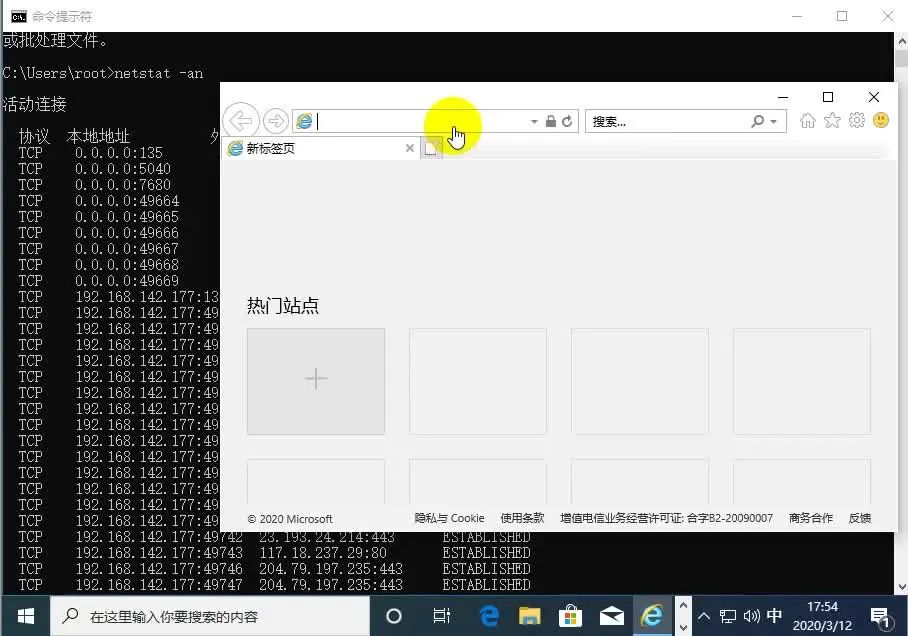 命令提示符
或批处理文件。
C:\Users\root>netstat -an
活动连接
协议 本地地址
TCP 0.0.0.0:135
TCP 0.0.0.0:5040
TCP 0.0.0.0:7680
TCP 0.0.0.0:49664
TCP 0.0.0.0:49665
TCP 0.0.0.0:49666
TCP 0.0.0.0:49667
TCP 0.0.0.0:49668
TCP 0.0.0.0:49669
TCP 192.168.142.177:13
TCP 192.168.142.177:49
TCP 192.168.142.177:49
TCP 192.168.142.177:49
TCP 192.168.142.177:49
TCP 192.168.142.177:49
TCP 192.168.142.177:49
TCP 192.168.142.177:49
TCP 192.168.142.177:49
TCP 192.168.142.177:49
TCP 192.168.142.177:49
TCP 192.168.142.177:49
TCP 192.168.142.177:49
TCP 192.168.142.177:49
TCP 192.168.142.177:49
TCP 192.168.142.177:49742 23.193.24.214:443 ESTABLISHED
TCP 192.168.142.177:49743 117.18.237.29:80 ESTABLISHED
TCP 192.168.142.177:49746 204.79.197.235:443 ESTABLISHED
TCP 192.168.142.177:49747 204.79.197.235:443 ESTABLISHED
搜索...
新标签页
热门站点
© 2020 Microsoft 隐私与 Cookie 使用条款 增值电信业务经营许可证: 合字B2-20090007 商务合作 反馈
在这里输入你要搜索的内容
中
17:54
2020/3/12
1